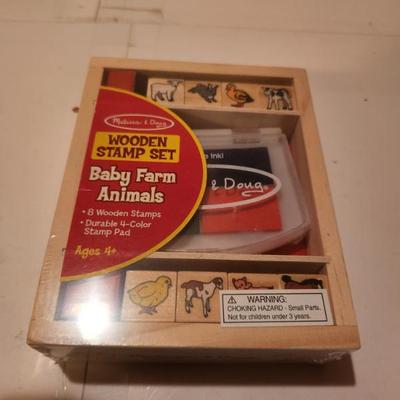 Melissa & Doug
WOODEN
STAMP SET
Baby Farm
Animals
• 8 Wooden Stamps
• Durable 4-Color
Stamp Pad
Ages 4+
e Ink!
& Doug
WARNING:
CHOKING HAZARD - Small Parts.
Not for children under 3 years.